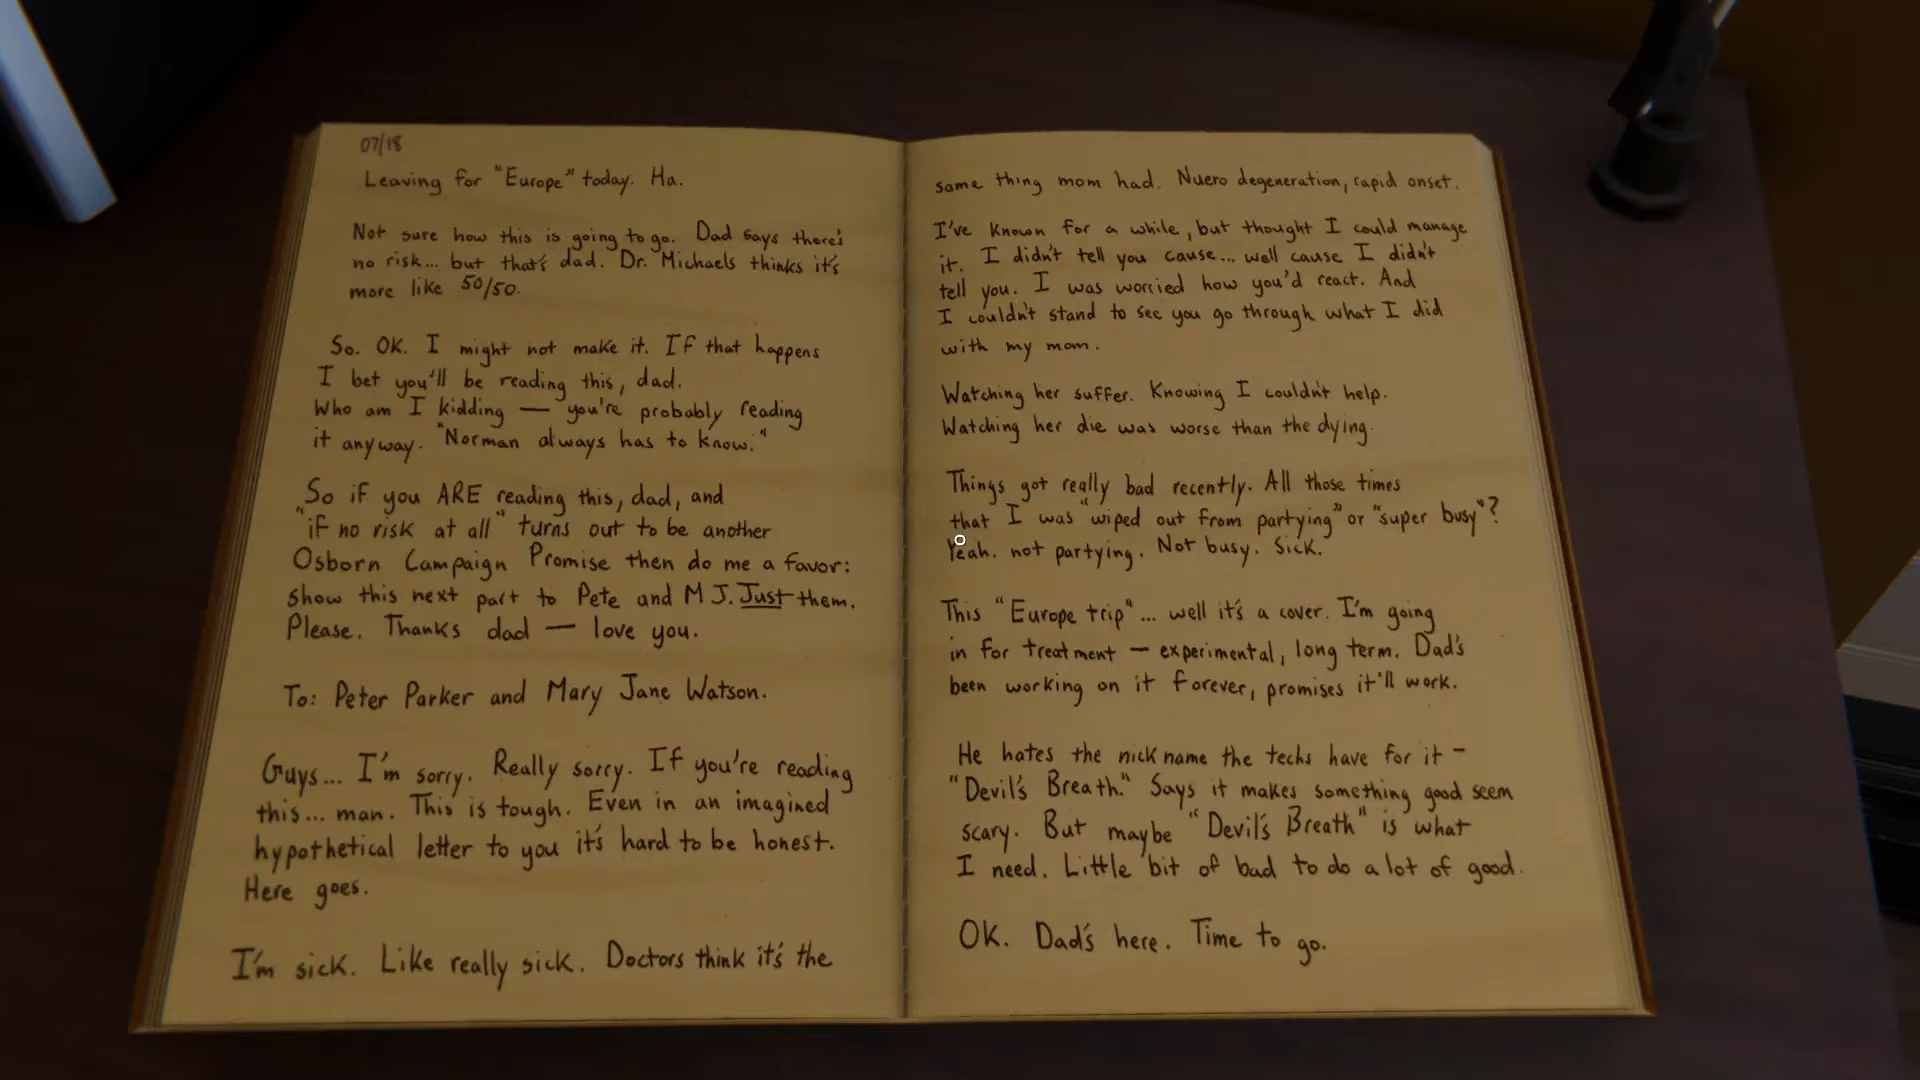 07/18
Leaving for "Europe" today. Ha.
Not sure how this is going to go. Dad says there's
no risk... but that's dad. Dr. Michaels thinks it's
more like 50/50.
So. OK. I might not make it. If that happens
I bet you'll be reading this, dad.
Who am I kidding — you're probably reading
it anyway. "Norman always has to know."
So if you ARE reading this, dad, and
"if no risk at all" turns out to be another
Osborn Campaign Promise then do me a favor:
show this next part to Pete and MJ. Just them.
Please. Thanks dad — love you.
To: Peter Parker and Mary Jane Watson.
Guys... I'm sorry. Really sorry. If you're reading
this... man. This is tough. Even in an imagined
hypothetical letter to you it's hard to be honest.
Here goes.
I'm sick. Like really sick. Doctors think it's the
same thing mom had. Nuero degeneration, rapid onset.
I've known for a while, but thought I could manage
it. I didn't tell you cause... well cause I didn't
tell you. I was worried how you'd react. And
I couldn't stand to see you go through what I did
with my mom.
Watching her suffer. Knowing I couldn't help.
Watching her die was worse than the dying.
Things got really bad recently. All those times
that I was "wiped out from partying" or "super busy"?
Yeah. not partying. Not busy. Sick.
This "Europe trip"... well it's a cover. I'm going
in for treatment — experimental, long term. Dad's
been working on it forever, promises it'll work.
He hates the nickname the techs have for it -
"Devil's Breath." Says it makes something good seem
scary. But maybe "Devil's Breath" is what
I need. Little bit of bad to do a lot of good.
OK. Dad's here. Time to go.